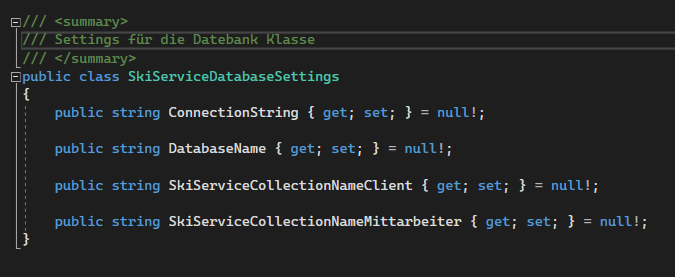 /// <summary>
/// Settings für die Datebank Klasse
/// </summary>
public class SkiServiceDatabaseSettings
{
public string ConnectionString { get; set; } = null!;
public string DatabaseName { get; set; } = null!;
public string SkiServiceCollectionNameClient { get; set; } = null!;
public string SkiServiceCollectionNameMittarbeiter { get; set; } = null!;
}